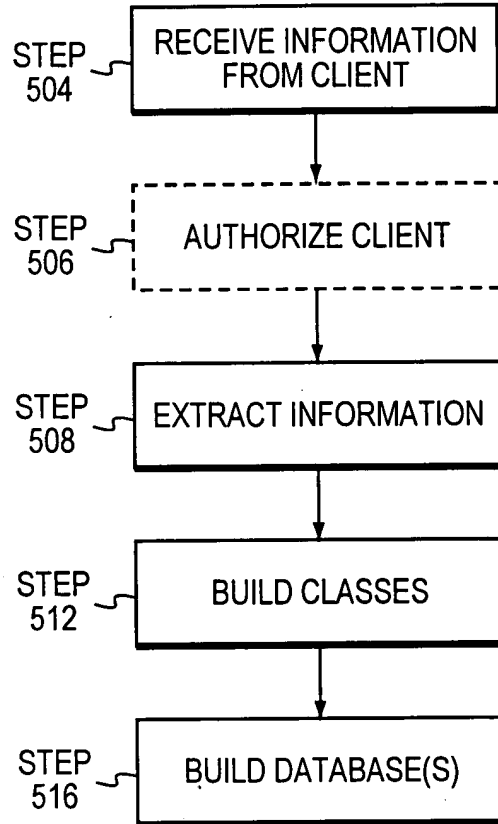 STEP
504
RECEIVE INFORMATION
FROM CLIENT
STEP
506
AUTHORIZE CLIENT
STEP
508
EXTRACT INFORMATION
STEP
512
BUILD CLASSES
STEP
516
BUILD DATABASE(S)